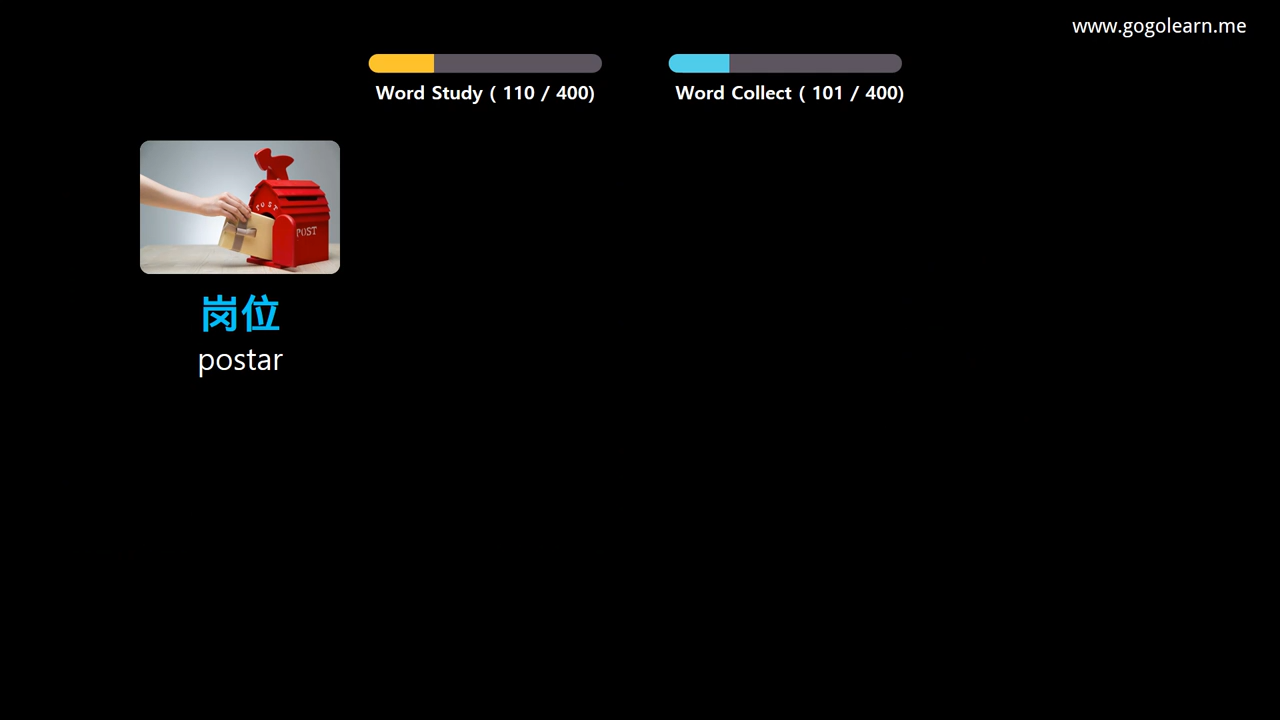 www.gogolearn.me
Word Study ( 110 / 400)
Word Collect ( 101 / 400)
POST
POST
岗位
postar